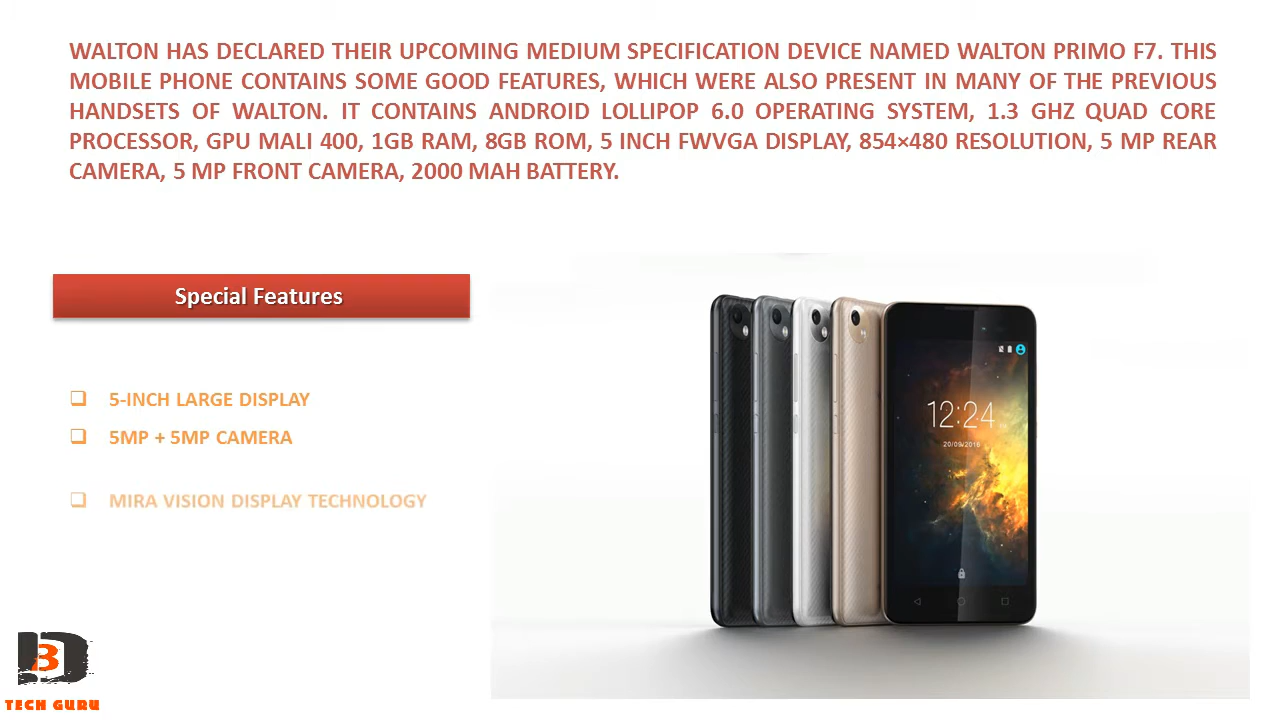 WALTON HAS DECLARED THEIR UPCOMING MEDIUM SPECIFICATION DEVICE NAMED WALTON PRIMO F7. THIS
MOBILE PHONE CONTAINS SOME GOOD FEATURES, WHICH WERE ALSO PRESENT IN MANY OF THE PREVIOUS
HANDSETS OF WALTON. IT CONTAINS ANDROID LOLLIPOP 6.0 OPERATING SYSTEM, 1.3 GHZ QUAD CORE
PROCESSOR, GPU MALI 400, 1GB RAM, 8GB ROM, 5 INCH FWVGA DISPLAY, 854×480 RESOLUTION, 5 MP REAR
CAMERA, 5 MP FRONT CAMERA, 2000 MAH BATTERY.
Special Features
5-INCH LARGE DISPLAY
5MP + 5MP CAMERA
MIRA VISION DISPLAY TECHNOLOGY
12:24
20/09/2016
D3
TECH GURU